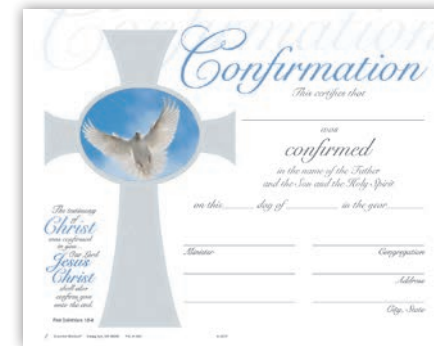 Confirmation
Confirmation
This certifies that
was
confirmed
in the name of the Father
and the Son and the Holy Spirit
on this day of in the year
Minister
Congregation
Address
City, State
The testimony
of
Christ
was confirmed
in you...
Our Lord
Jesus
Christ
shall also
confirm you
unto the end.
First Corinthians 1:6-8